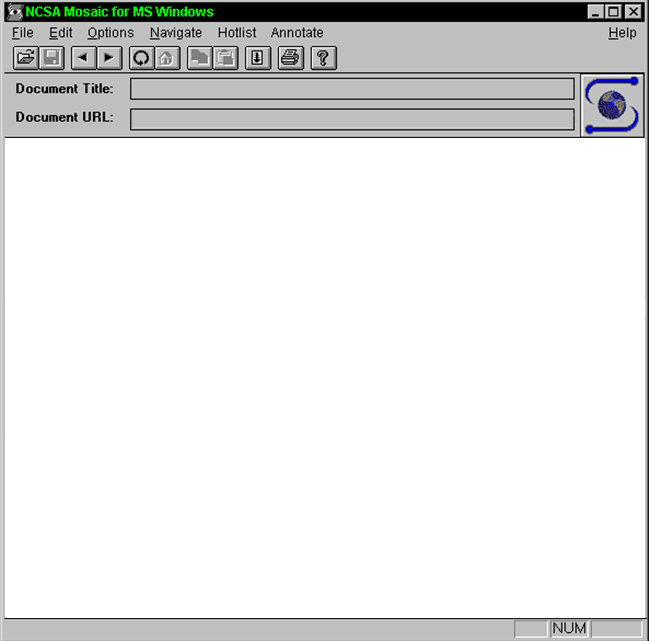 NCSA Mosaic for MS Windows
File Edit Options Navigate Hotlist Annotate Help
Document Title:
Document URL:
NUM